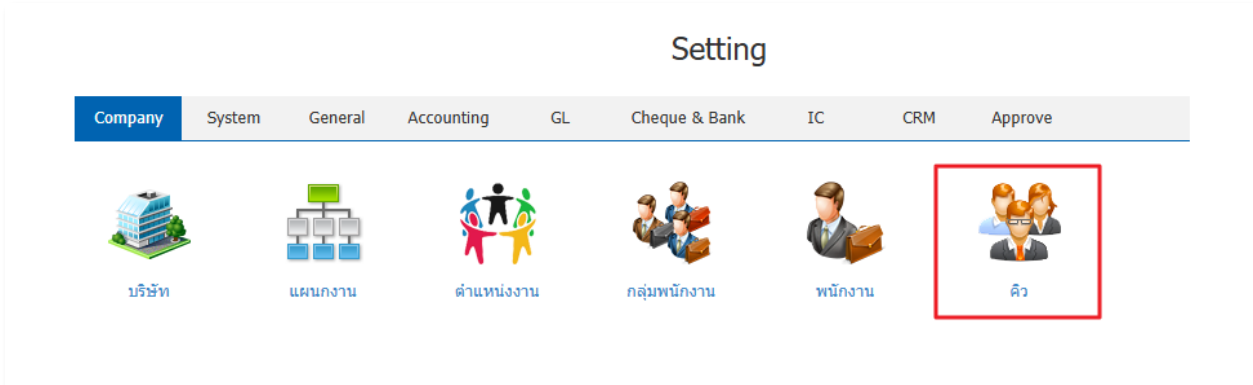 Setting
Company System General Accounting GL Cheque & Bank IC CRM Approve
บริษัท แผนกงาน ตำแหน่งงาน กลุ่มพนักงาน พนักงาน คิว